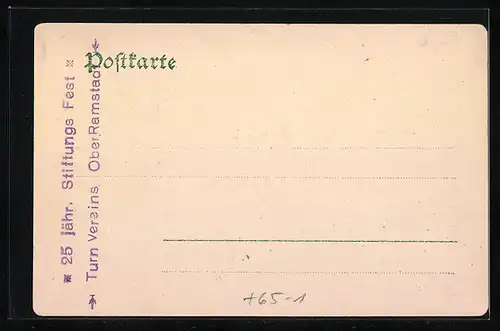 Postkarte
* 25 jähr. Stiftungs Fest *
Turn Vereins Ober Ramstadt
+65-1